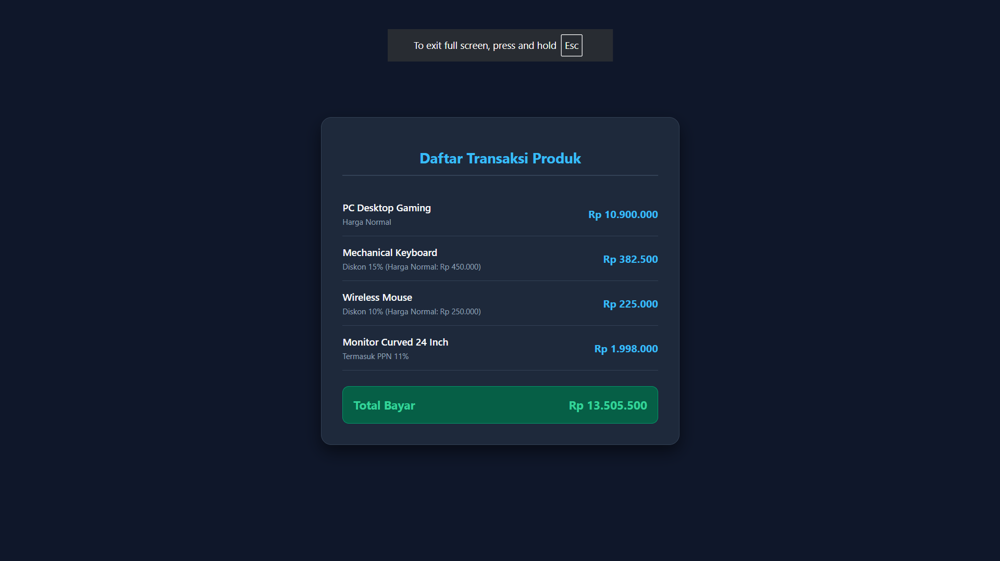 To exit full screen, press and hold Esc
Daftar Transaksi Produk
PC Desktop Gaming
Harga Normal
Rp 10.900.000
Mechanical Keyboard
Diskon 15% (Harga Normal: Rp 450.000)
Rp 382.500
Wireless Mouse
Diskon 10% (Harga Normal: Rp 250.000)
Rp 225.000
Monitor Curved 24 Inch
Termasuk PPN 11%
Rp 1.998.000
Total Bayar
Rp 13.505.500